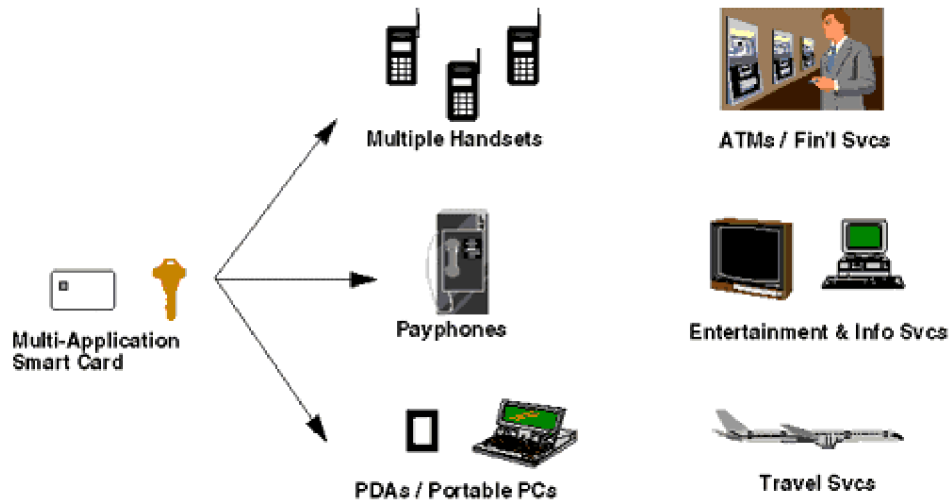 Multiple Handsets
ATMs / Fin'l Svcs
Multi-Application
Smart Card
Payphones
Entertainment & Info Svcs
PDAs / Portable PCs
Travel Svcs